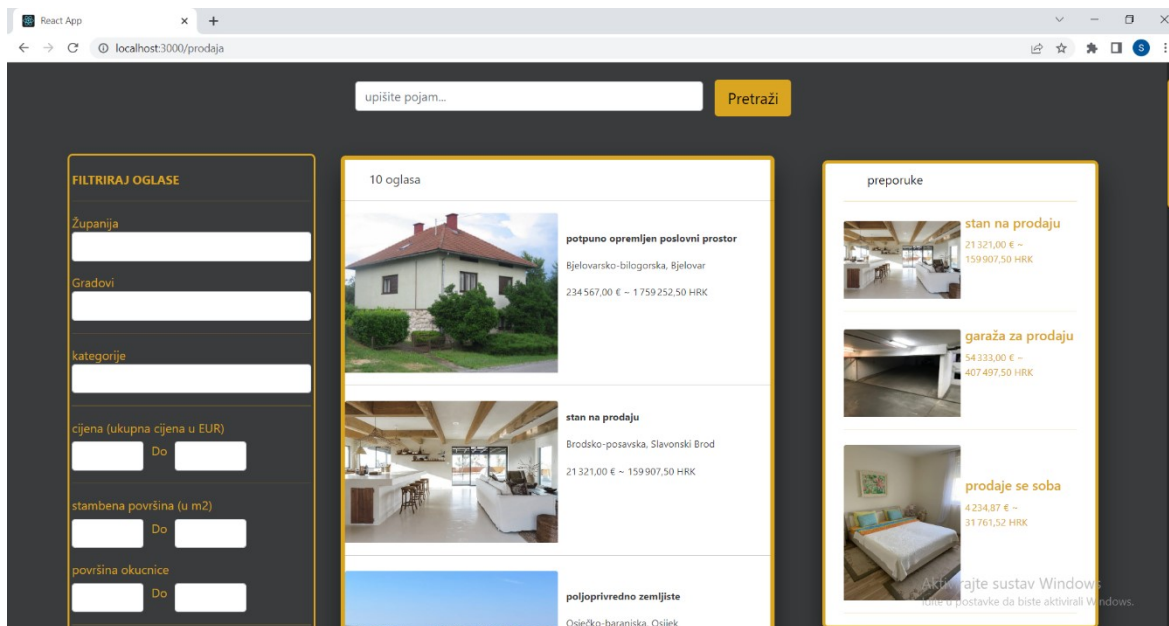 React App
localhost:3000/prodaja
S
upišite pojam...
Pretraži
FILTRIRAJ OGLASE
Županija
Gradovi
kategorije
cijena (ukupna cijena u EUR)
Do
stambena površina (u m2)
Do
površina okucnice
Do
10 oglasa
potpuno opremljen poslovni prostor
Bjelovarsko-bilogorska, Bjelovar
234 567,00 € ~ 1 759 252,50 HRK
stan na prodaju
Brodsko-posavska, Slavonski Brod
21 321,00 € ~ 159 907,50 HRK
poljoprivredno zemljište
Osječko-baranjska, Osijek
preporuke
stan na prodaju
21 321,00 € ~
159 907,50 HRK
garaža za prodaju
54 333,00 € ~
407 497,50 HRK
prodaje se soba
4 234,87 € ~
31 761,52 HRK
Aktivirajte sustav Windows
Idite u postavke da biste aktivirali Windows.